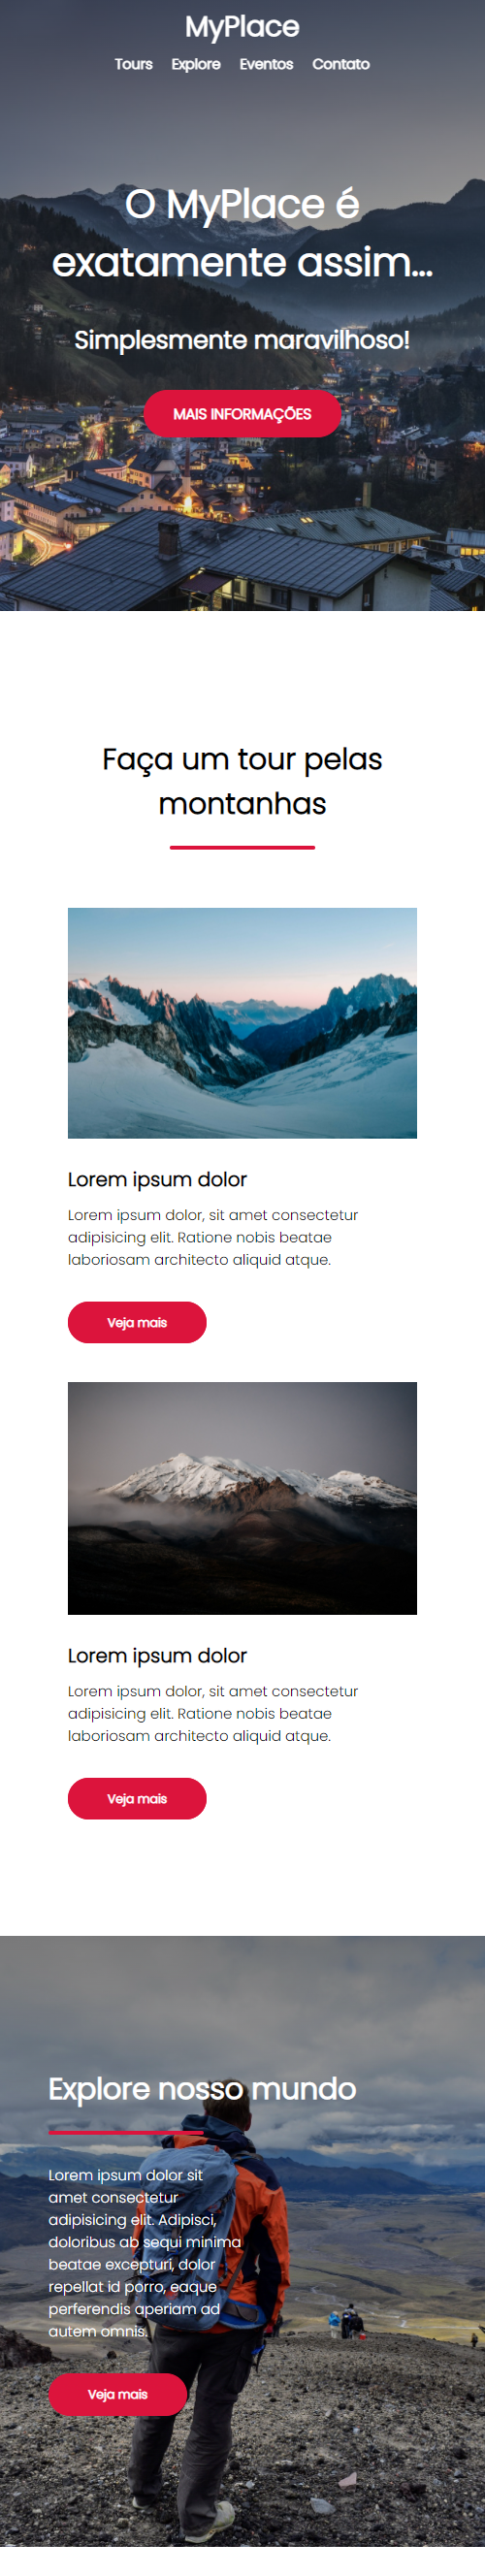 MyPlace
Tours Explore Eventos Contato
O MyPlace é
exatamente assim...
Simplesmente maravilhoso!
MAIS INFORMAÇÕES
Faça um tour pelas
montanhas
Lorem ipsum dolor
Lorem ipsum dolor, sit amet consectetur
adipisicing elit. Ratione nobis beatae
laboriosam architecto aliquid atque.
Veja mais
Lorem ipsum dolor
Lorem ipsum dolor, sit amet consectetur
adipisicing elit. Ratione nobis beatae
laboriosam architecto aliquid atque.
Veja mais
Explore nosso mundo
Lorem ipsum dolor sit
amet consectetur
adipisicing elit. Adipisci,
doloribus ab sequi minima
beatae excepturi, dolor
repellat id porro, eaque
perferendis aperiam ad
autem omnis.
Veja mais